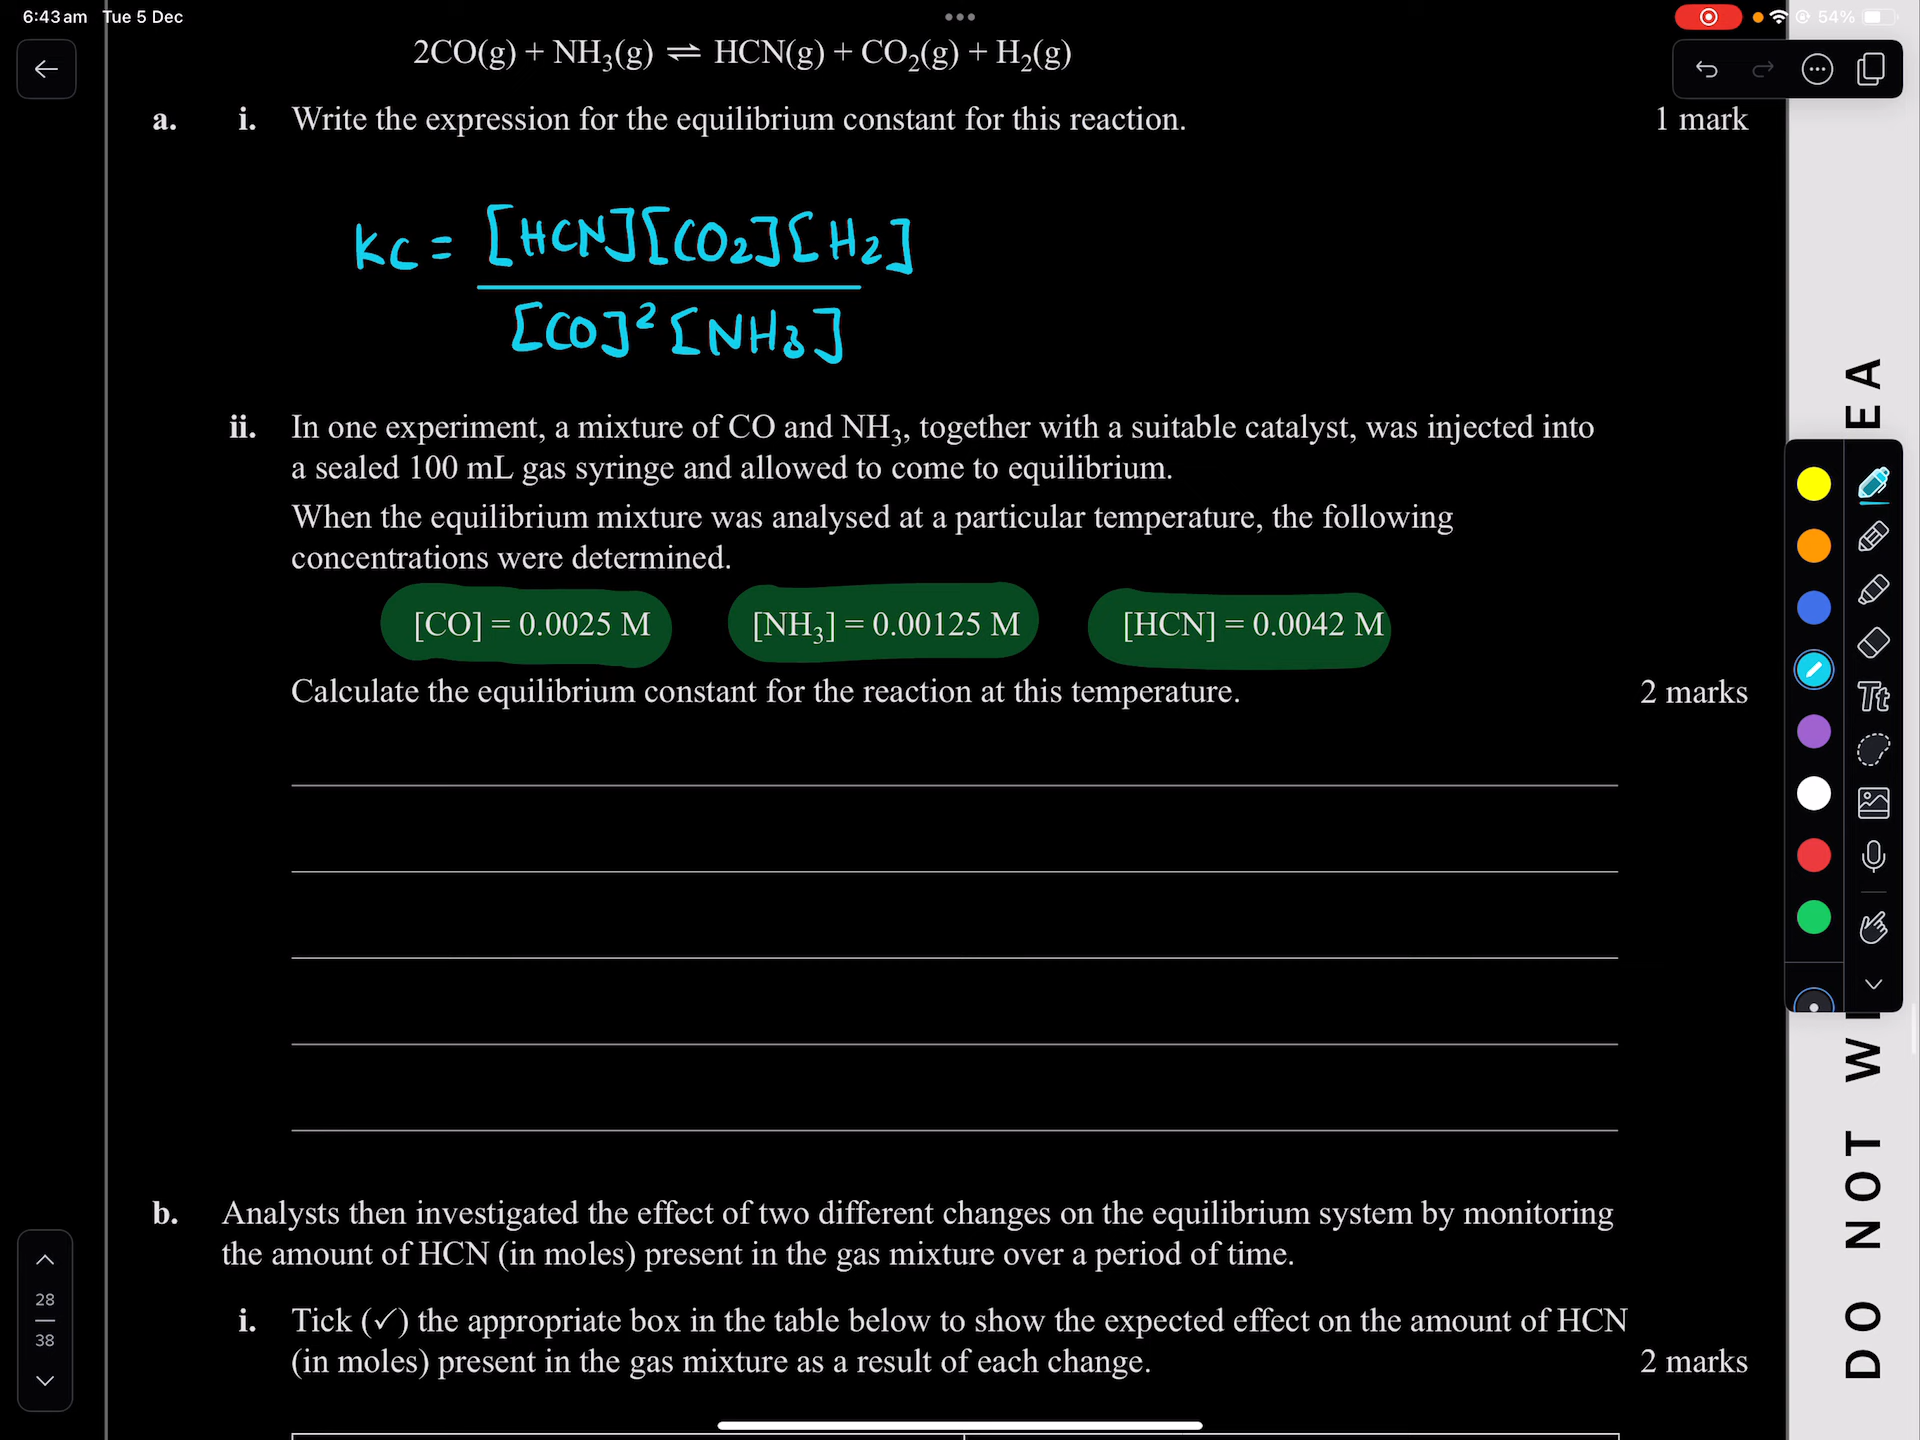 6:43 am Tue 5 Dec
54%
2CO(g) + NH₃(g) ⇌ HCN(g) + CO₂(g) + H₂(g)
a. i. Write the expression for the equilibrium constant for this reaction. 1 mark
Kc = [HCN][CO₂][H₂]
[CO]² [NH₃]
ii. In one experiment, a mixture of CO and NH₃, together with a suitable catalyst, was injected into
a sealed 100 mL gas syringe and allowed to come to equilibrium.
When the equilibrium mixture was analysed at a particular temperature, the following
concentrations were determined.
[CO] = 0.0025 M [NH₃] = 0.00125 M [HCN] = 0.0042 M
Calculate the equilibrium constant for the reaction at this temperature. 2 marks
b. Analysts then investigated the effect of two different changes on the equilibrium system by monitoring
the amount of HCN (in moles) present in the gas mixture over a period of time.
i. Tick (✓) the appropriate box in the table below to show the expected effect on the amount of HCN
(in moles) present in the gas mixture as a result of each change. 2 marks
28
38
Tt
DO NOT W
EA